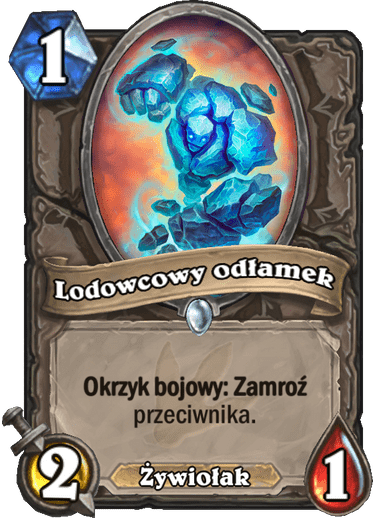 1
Lodowcowy odłamek
Okrzyk bojowy: Zamroź
przeciwnika.
2
Żywiołak
1